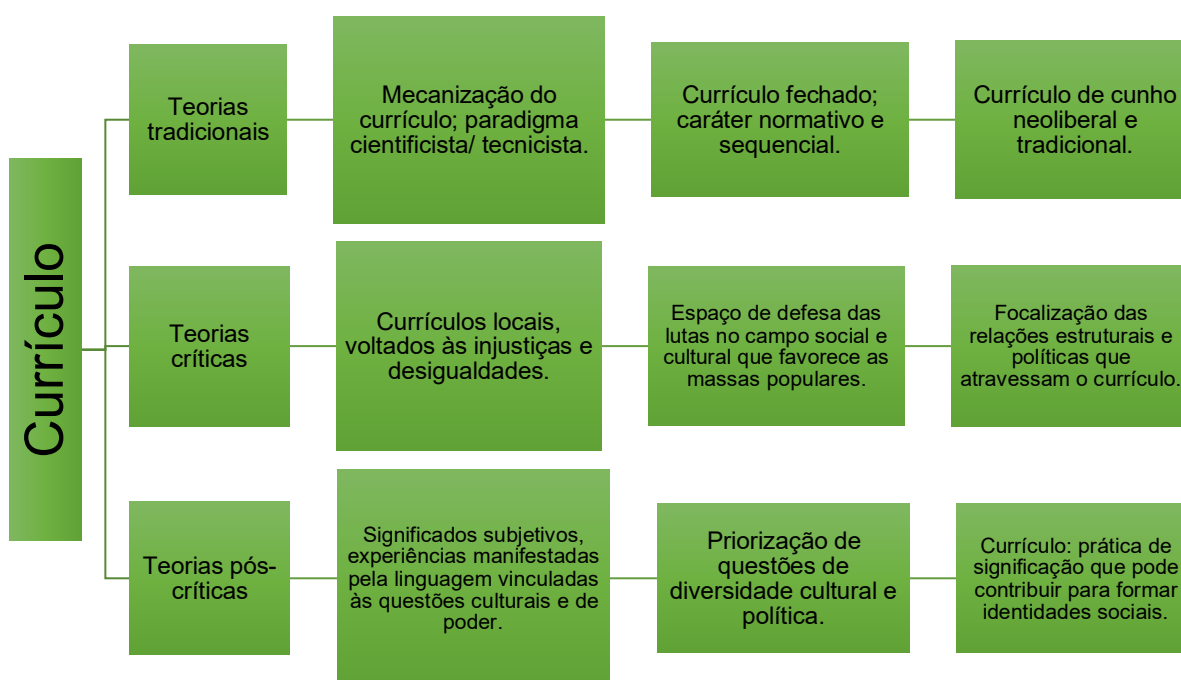 Currículo
Teorias
tradicionais
Mecanização do
currículo; paradigma
cientificista/ tecnicista.
Currículo fechado;
caráter normativo e
sequencial.
Currículo de cunho
neoliberal e
tradicional.
Teorias
críticas
Currículos locais,
voltados às injustiças e
desigualdades.
Espaço de defesa das
lutas no campo social e
cultural que favorece as
massas populares.
Focalização das
relações estruturais e
políticas que
atravessam o currículo.
Teorias pós-
críticas
Significados subjetivos,
experiências manifestadas
pela linguagem vinculadas
às questões culturais e de
poder.
Priorização de
questões de
diversidade cultural e
política.
Currículo: prática de
significação que pode
contribuir para formar
identidades sociais.